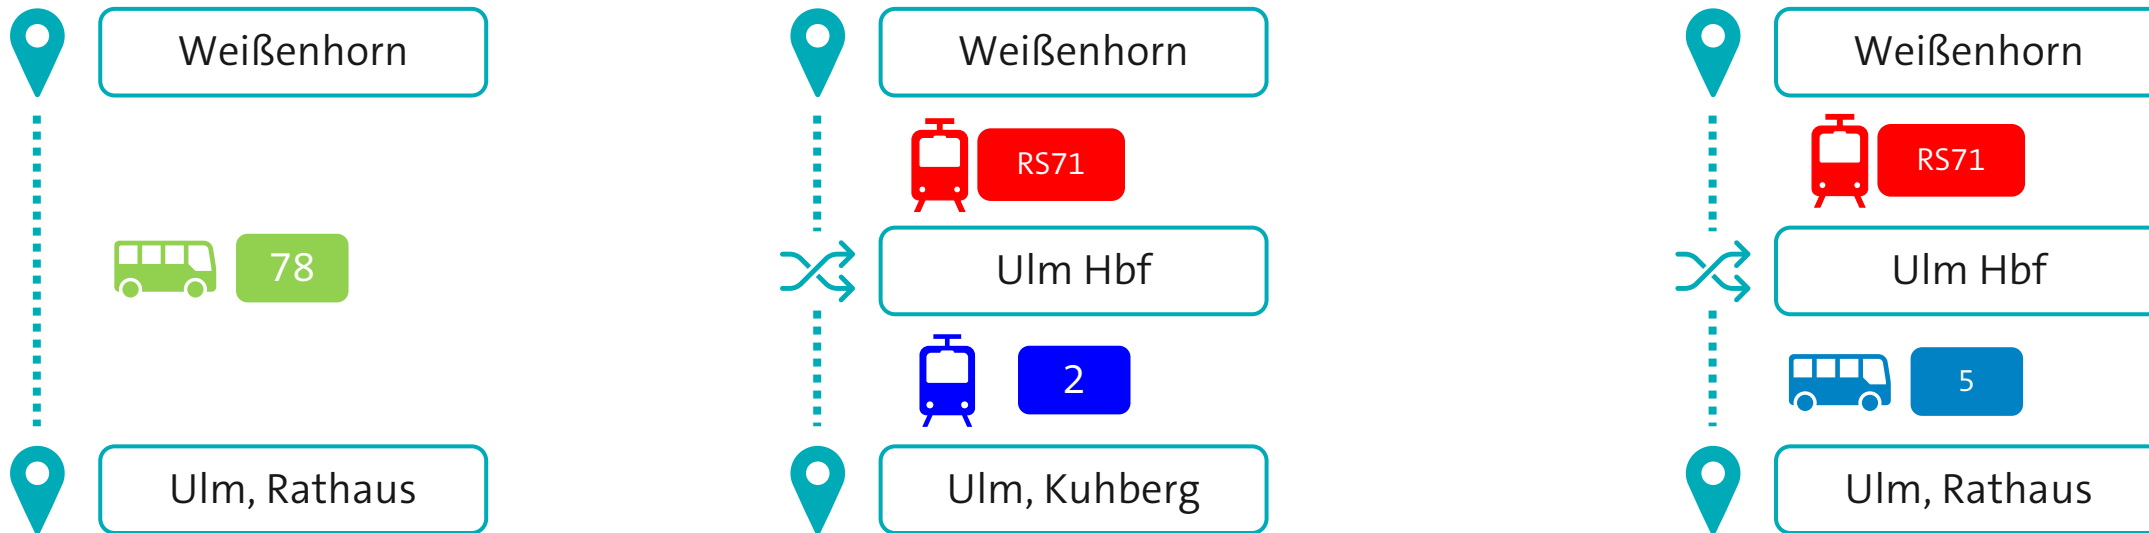 Weißenhorn
78
Ulm, Rathaus
Weißenhorn
RS71
Ulm Hbf
2
Ulm, Kuhberg
Weißenhorn
RS71
Ulm Hbf
5
Ulm, Rathaus